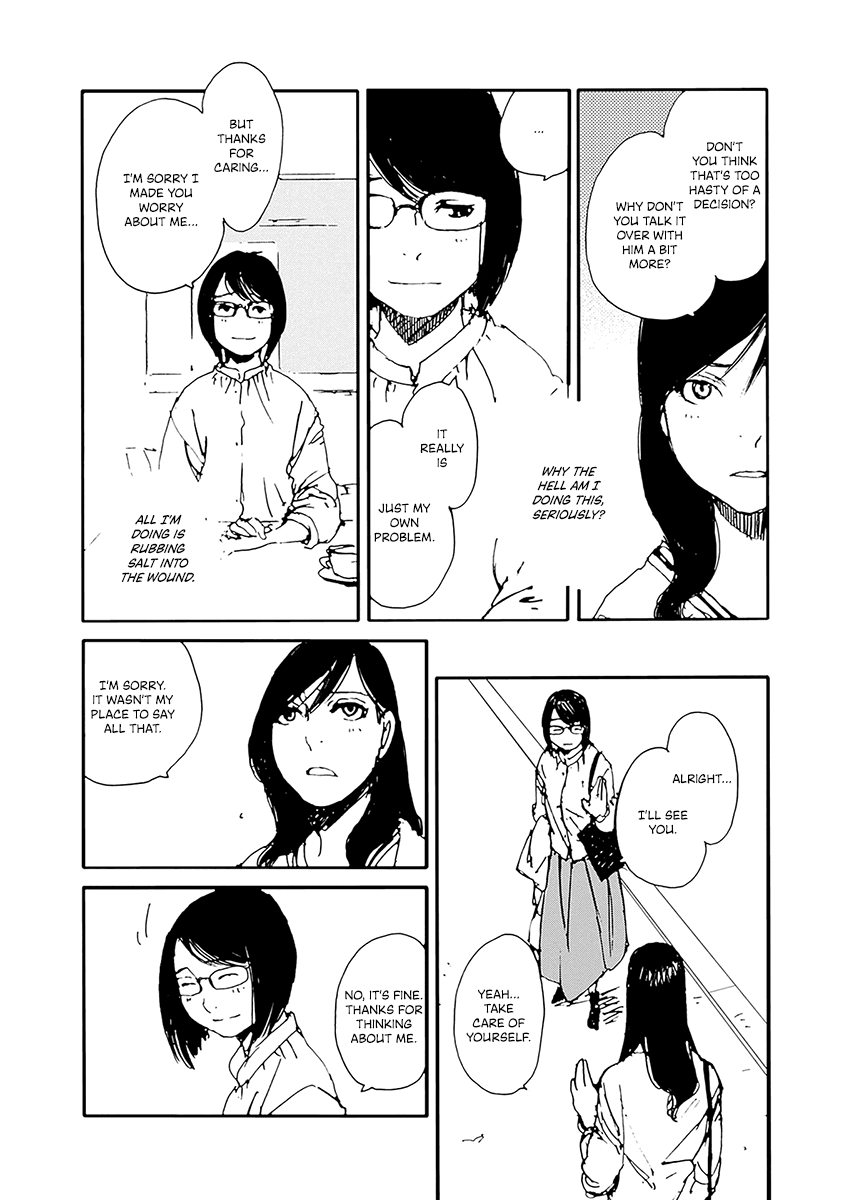 DON'T
YOU THINK
THAT'S TOO
HASTY OF A
DECISION?
WHY DON'T
YOU TALK IT
OVER WITH
HIM A BIT
MORE?
WHY THE
HELL AM I
DOING THIS,
SERIOUSLY?
...
IT
REALLY
IS
JUST MY
OWN
PROBLEM.
BUT
THANKS
FOR
CARING...
I'M SORRY I
MADE YOU
WORRY
ABOUT ME...
ALL I'M
DOING IS
RUBBING
SALT INTO
THE WOUND.
I'M SORRY.
IT WASN'T MY
PLACE TO SAY
ALL THAT.
NO, IT'S FINE.
THANKS FOR
THINKING
ABOUT ME.
ALRIGHT...
I'LL SEE
YOU.
YEAH...
TAKE
CARE OF
YOURSELF.